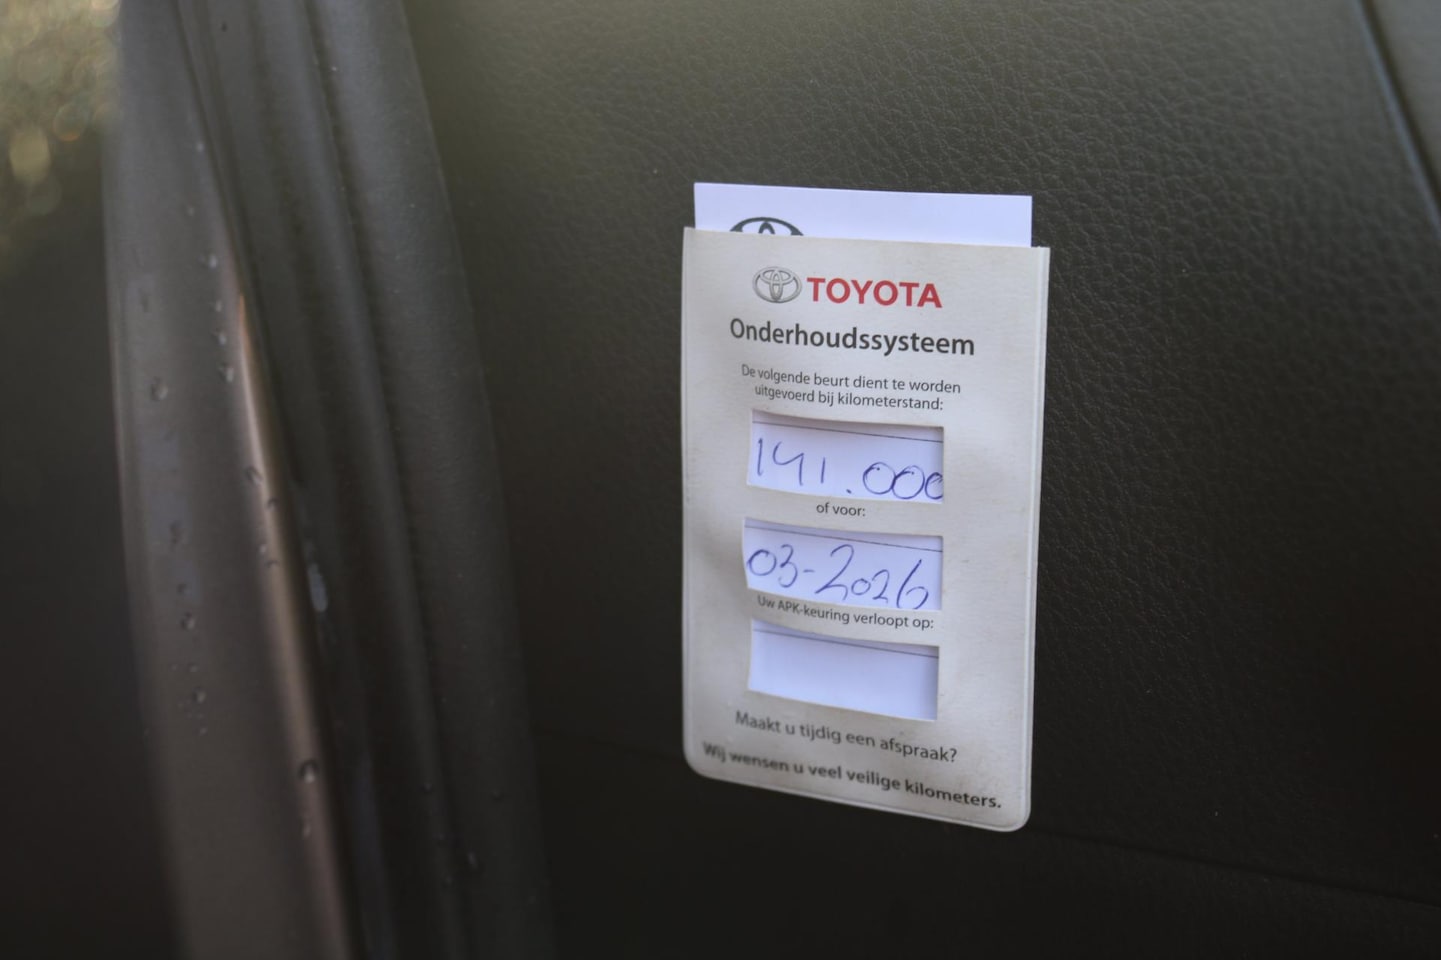 TOYOTA
Onderhoudssysteem
De volgende beurt dient te worden
uitgevoerd bij kilometerstand:
141.000
of voor:
03-2026
Uw APK-keuring verloopt op:
Maakt u tijdig een afspraak?
Wij wensen u veel veilige kilometers.